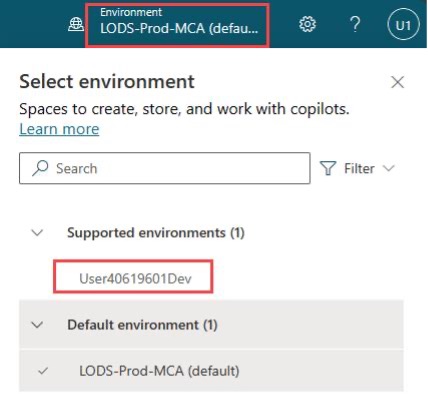 Environment
LODS-Prod-MCA (defau...
?
U1
Select environment
Spaces to create, store, and work with copilots.
Learn more
Search
Filter
Supported environments (1)
User40619601Dev
Default environment (1)
LODS-Prod-MCA (default)